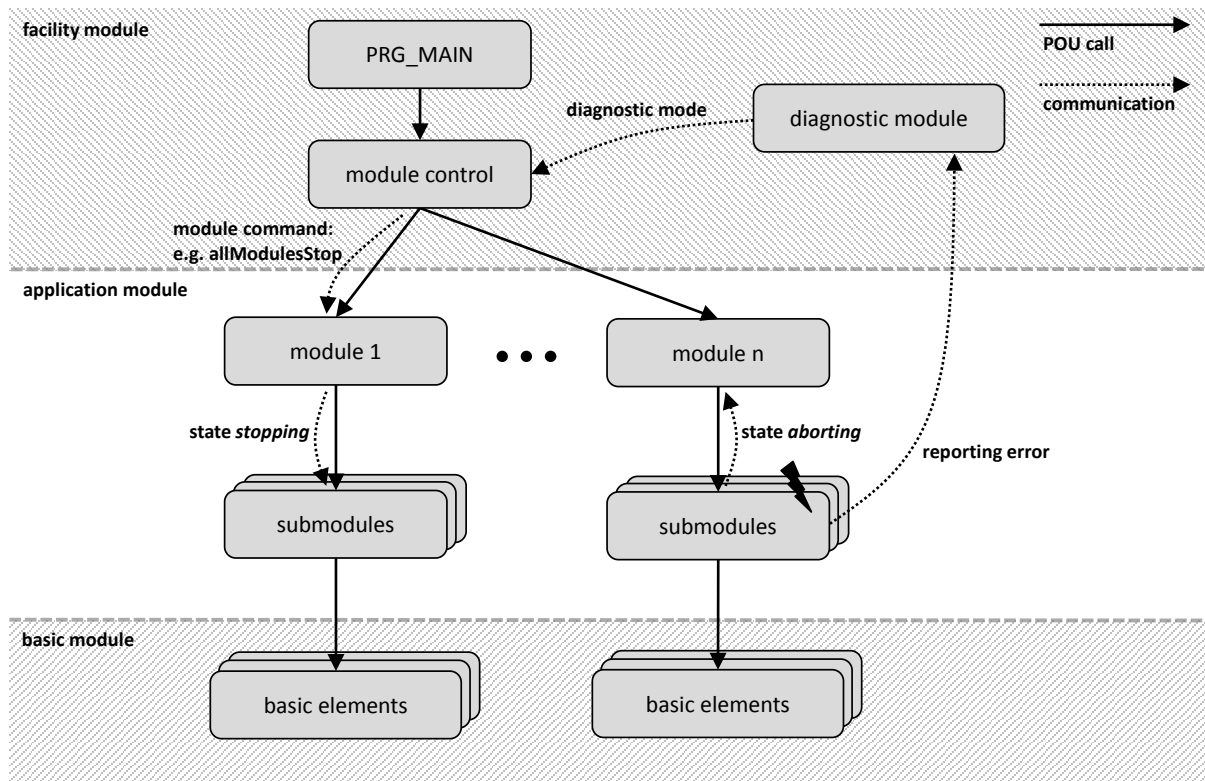 facility module
PRG_MAIN
POU call
communication
diagnostic mode
diagnostic module
module control
module command:
e.g. allModulesStop
application module
module 1
module n
state stopping
state aborting
reporting error
submodules
submodules
basic module
basic elements
basic elements